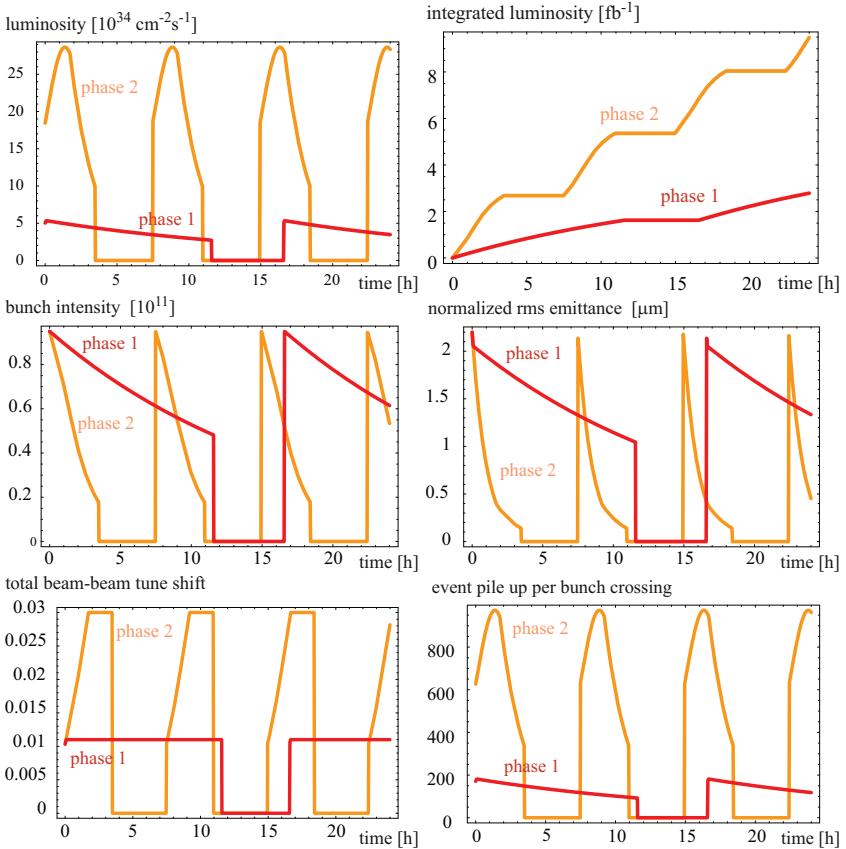 luminosity [10³⁴ cm⁻²s⁻¹]
25
20
15
10
5
0
phase 2
phase 1
0 5 10 15 20
time [h]
integrated luminosity [fb⁻¹]
8
6
4
2
0
phase 2
phase 1
0 5 10 15 20
time [h]
bunch intensity [10¹¹]
0.8
0.6
0.4
0.2
0
phase 1
phase 2
0 5 10 15 20
time [h]
normalized rms emittance [μm]
2
1.5
1
0.5
0
phase 1
phase 2
0 5 10 15 20
time [h]
total beam-beam tune shift
0.03
0.025
0.02
0.015
0.01
0.005
0
phase 2
phase 1
0 5 10 15 20
time [h]
event pile up per bunch crossing
800
600
400
200
0
phase 2
phase 1
0 5 10 15 20
time [h]